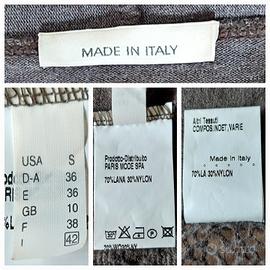 MADE IN ITALY
USA S
D-A 36
E 36
GB 10
F 38
I 42
Prodotto-Distribuito
PARIS MODE SPA
70%LANA 30%NYLON
Altri Tessuti
COMPOS.INDET.VARIE
Made in Italy
70%LANA 30%NYLON